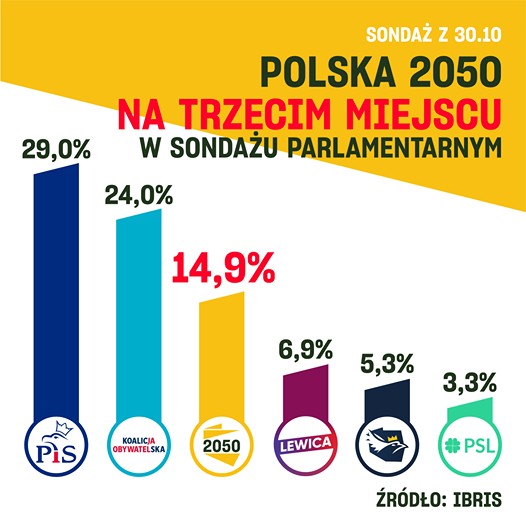 SONDAŻ Z 30.10
POLSKA 2050
NA TRZECIM MIEJSCU
W SONDAŻU PARLAMENTARNYM
29,0%
24,0%
14,9%
6,9%
5,3%
3,3%
PiS
KOALICJA
OBYWATELSKA
2050
LEWICA
PSL
ŹRÓDŁO: IBRIS